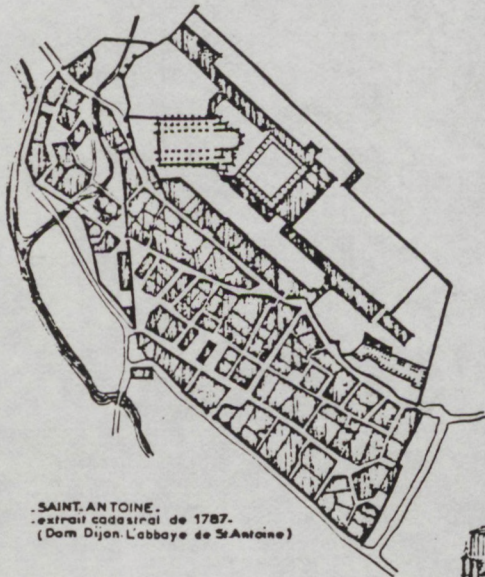 .SAINT.ANTOINE.
.extrait cadastral de 1787.
(Dom Dijon. L'abbaye de St.Antoine)